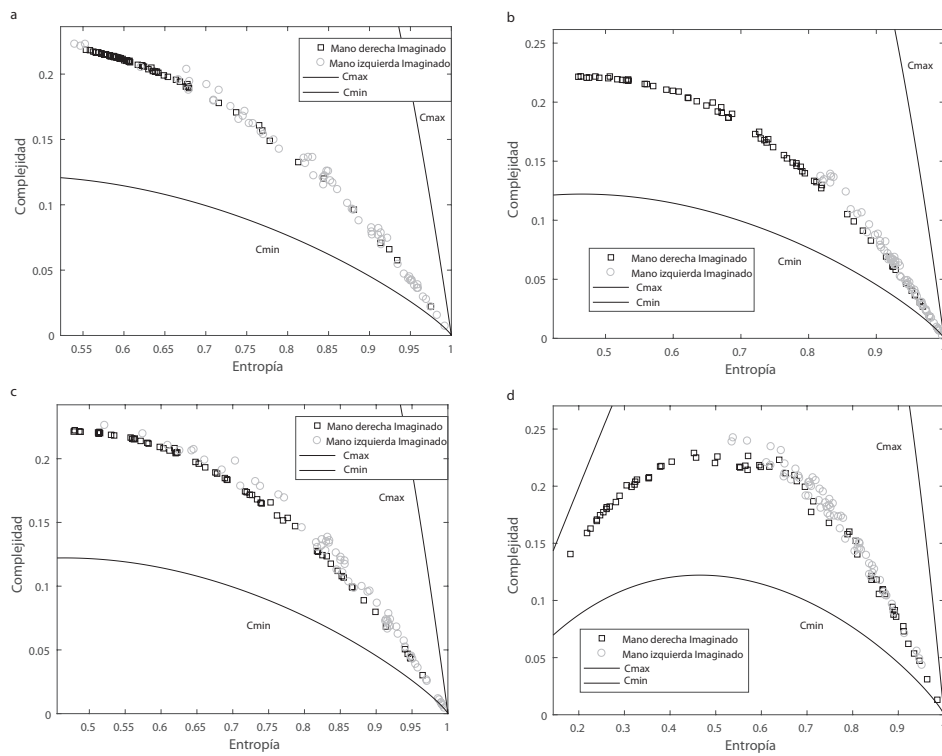 a
Complejidad
0.2
0.15
0.1
0.05
0
0.55
0.6
0.65
0.7
0.75
0.8
0.85
0.9
0.95
1
Entropía
Mano derecha Imaginado
Mano izquierda Imaginado
Cmax
Cmin
Cmax
Cmin
b
Complejidad
0.25
0.2
0.15
0.1
0.05
0
0.5
0.6
0.7
0.8
0.9
1
Entropía
Cmax
Cmin
Mano derecha Imaginado
Mano izquierda Imaginado
Cmax
Cmin
c
Complejidad
0.2
0.15
0.1
0.05
0
0.5
0.55
0.6
0.65
0.7
0.75
0.8
0.85
0.9
0.95
1
Entropía
Mano derecha Imaginado
Mano izquierda Imaginado
Cmax
Cmin
Cmax
Cmin
d
Complejidad
0.25
0.2
0.15
0.1
0.05
0
0.2
0.3
0.4
0.5
0.6
0.7
0.8
0.9
1
Entropía
Cmax
Cmin
Mano derecha Imaginado
Mano izquierda Imaginado
Cmax
Cmin